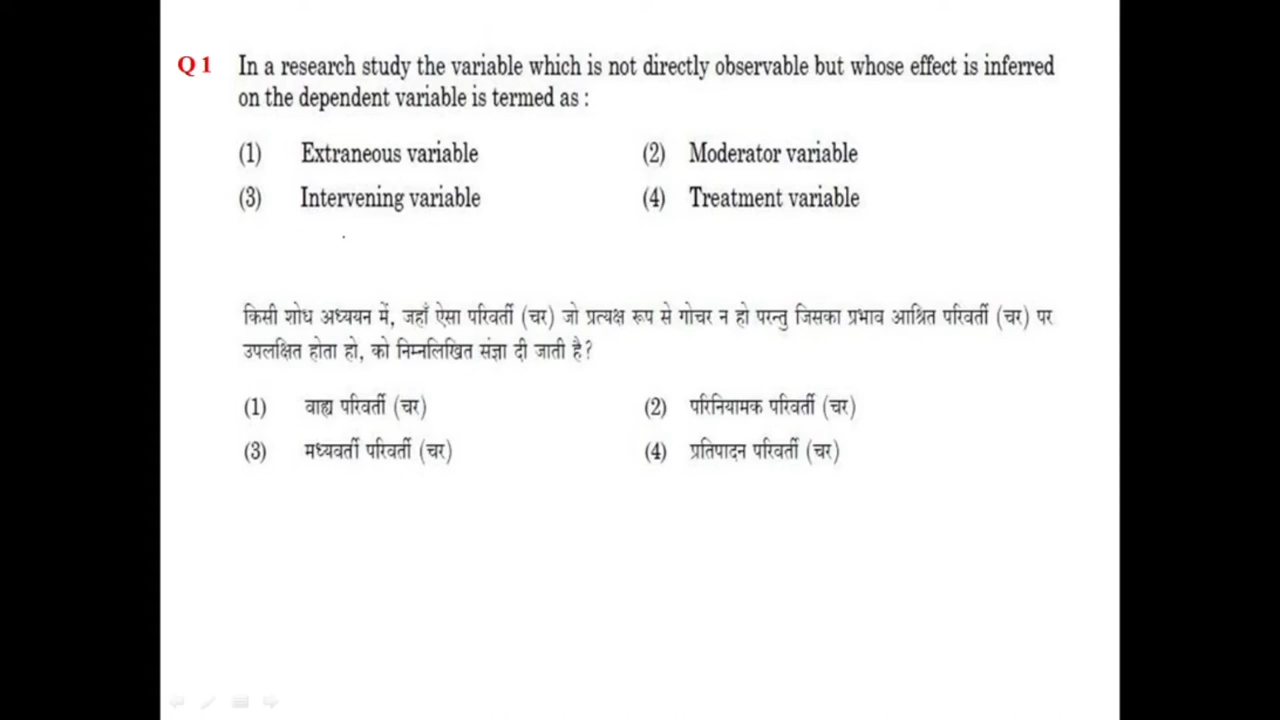 Q 1 In a research study the variable which is not directly observable but whose effect is inferred
on the dependent variable is termed as :
(1) Extraneous variable (2) Moderator variable
(3) Intervening variable (4) Treatment variable
किसी शोध अध्ययन में, जहाँ ऐसा परिवर्ती (चर) जो प्रत्यक्ष रूप से गोचर न हो परन्तु जिसका प्रभाव आश्रित परिवर्ती (चर) पर
उपलक्षित होता हो, को निम्नलिखित संज्ञा दी जाती है?
(1) वाह्य परिवर्ती (चर) (2) परिनियामक परिवर्ती (चर)
(3) मध्यवर्ती परिवर्ती (चर) (4) प्रतिपादन परिवर्ती (चर)